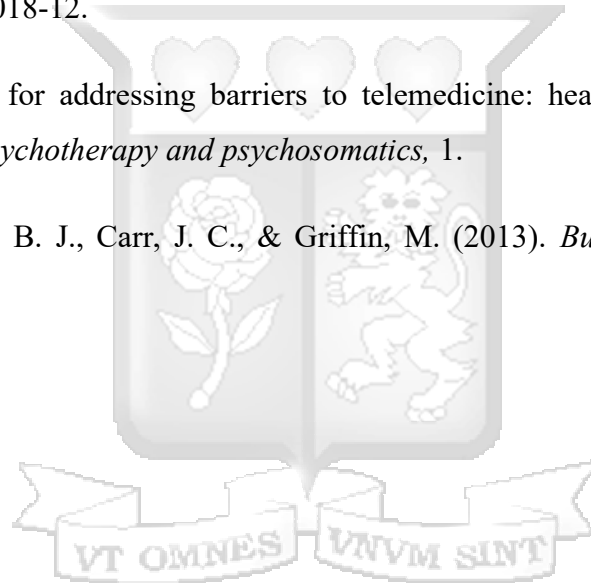 018-12.
for addressing barriers to telemedicine: hea
ychotherapy and psychosomatics, 1.
B. J., Carr, J. C., & Griffin, M. (2013). Bu
VT OMNES VNVM SINT